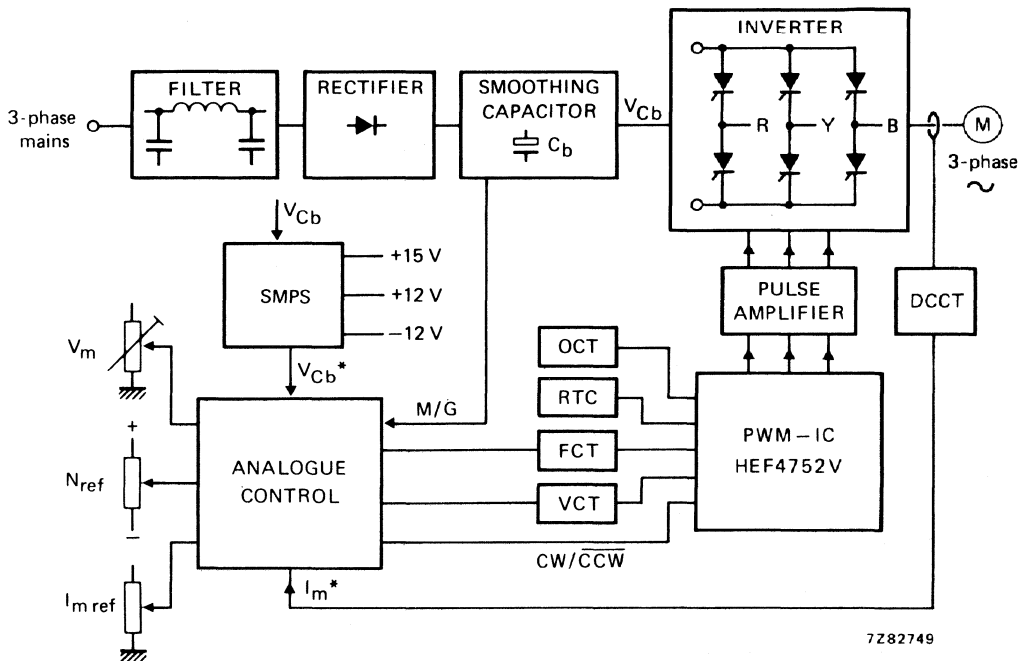 INVERTER
FILTER
RECTIFIER
SMOOTHING
CAPACITOR
C_b
V_Cb
3-phase
mains
R
Y
B
M
3-phase
V_Cb
SMPS
+15 V
+12 V
−12 V
PULSE
AMPLIFIER
DCCT
V_m
V_Cb*
OCT
RTC
M/G
+
N_ref
−
ANALOGUE
CONTROL
FCT
VCT
PWM – IC
HEF4752V
CW/C̅C̅W̅
I_m ref
I_m*
7Z82749